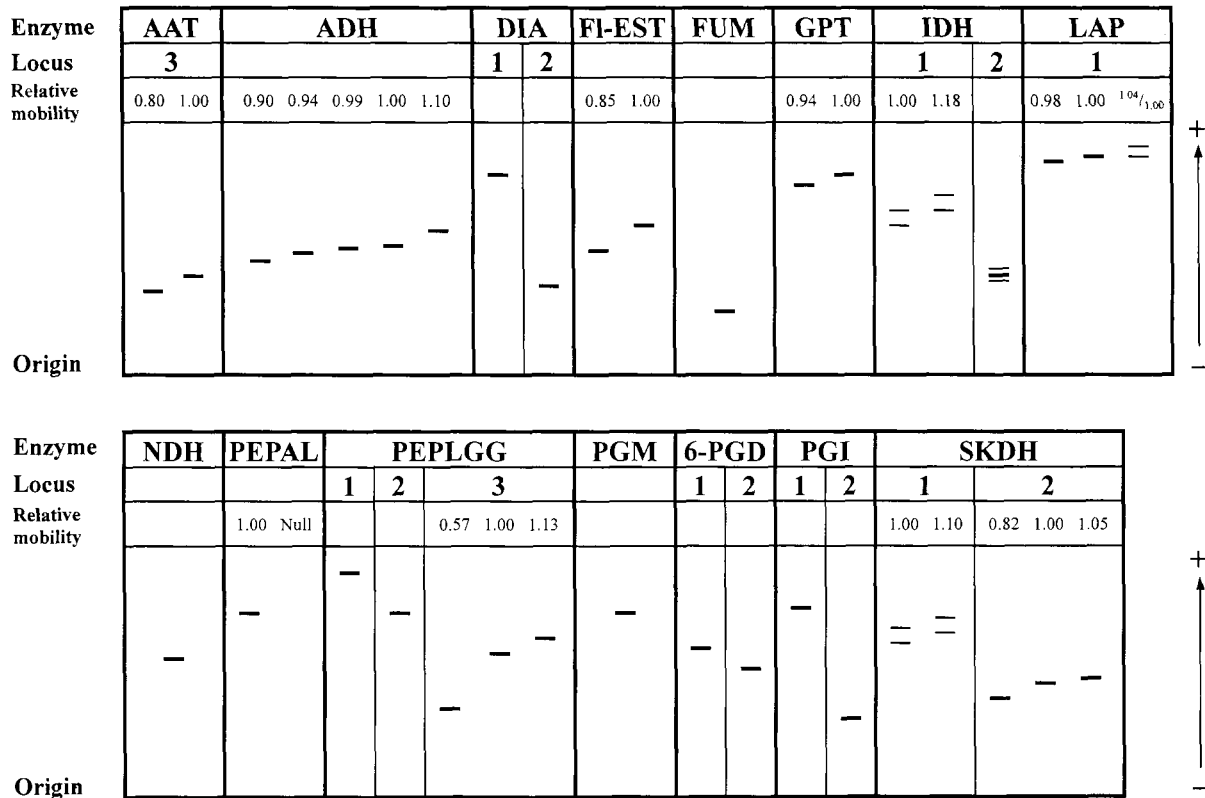 Enzyme AAT ADH DIA Fl-EST FUM GPT IDH LAP
Locus 3 1 2 1 2 1
Relative mobility 0.80 1.00 0.90 0.94 0.99 1.00 1.10 0.85 1.00 0.94 1.00 1.00 1.18 0.98 1.00 1.04/1.00
+
Origin
−
Enzyme NDH PEPAL PEPLGG PGM 6-PGD PGI SKDH
Locus 1 2 3 1 2 1 2 1 2
Relative mobility 1.00 Null 0.57 1.00 1.13 1.00 1.10 0.82 1.00 1.05
+
Origin
−